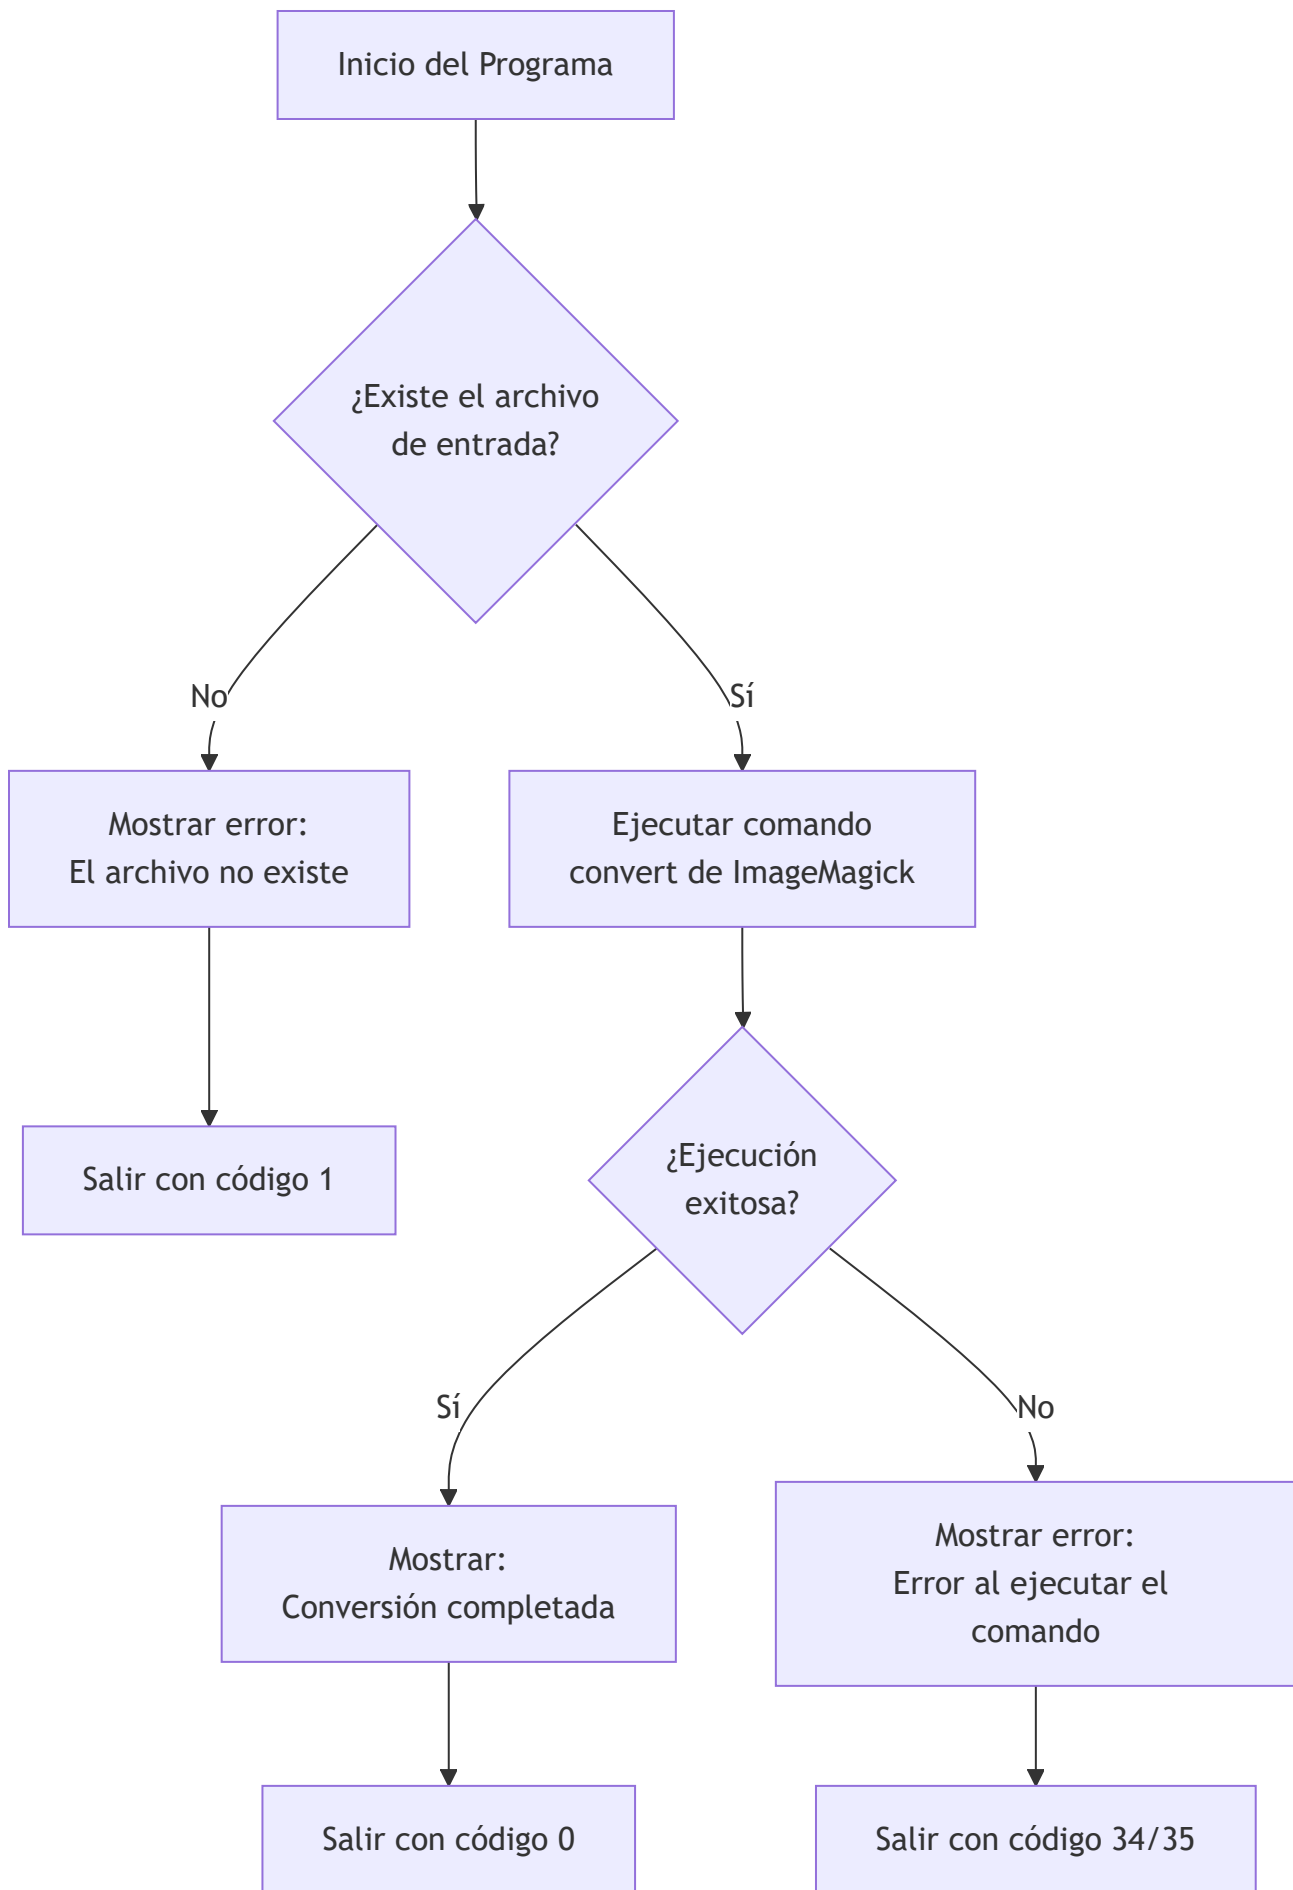 Inicio del Programa
¿Existe el archivo
de entrada?
No
Sí
Mostrar error:
El archivo no existe
Ejecutar comando
convert de ImageMagick
Salir con código 1
¿Ejecución
exitosa?
Sí
No
Mostrar:
Conversión completada
Mostrar error:
Error al ejecutar el
comando
Salir con código 0
Salir con código 34/35